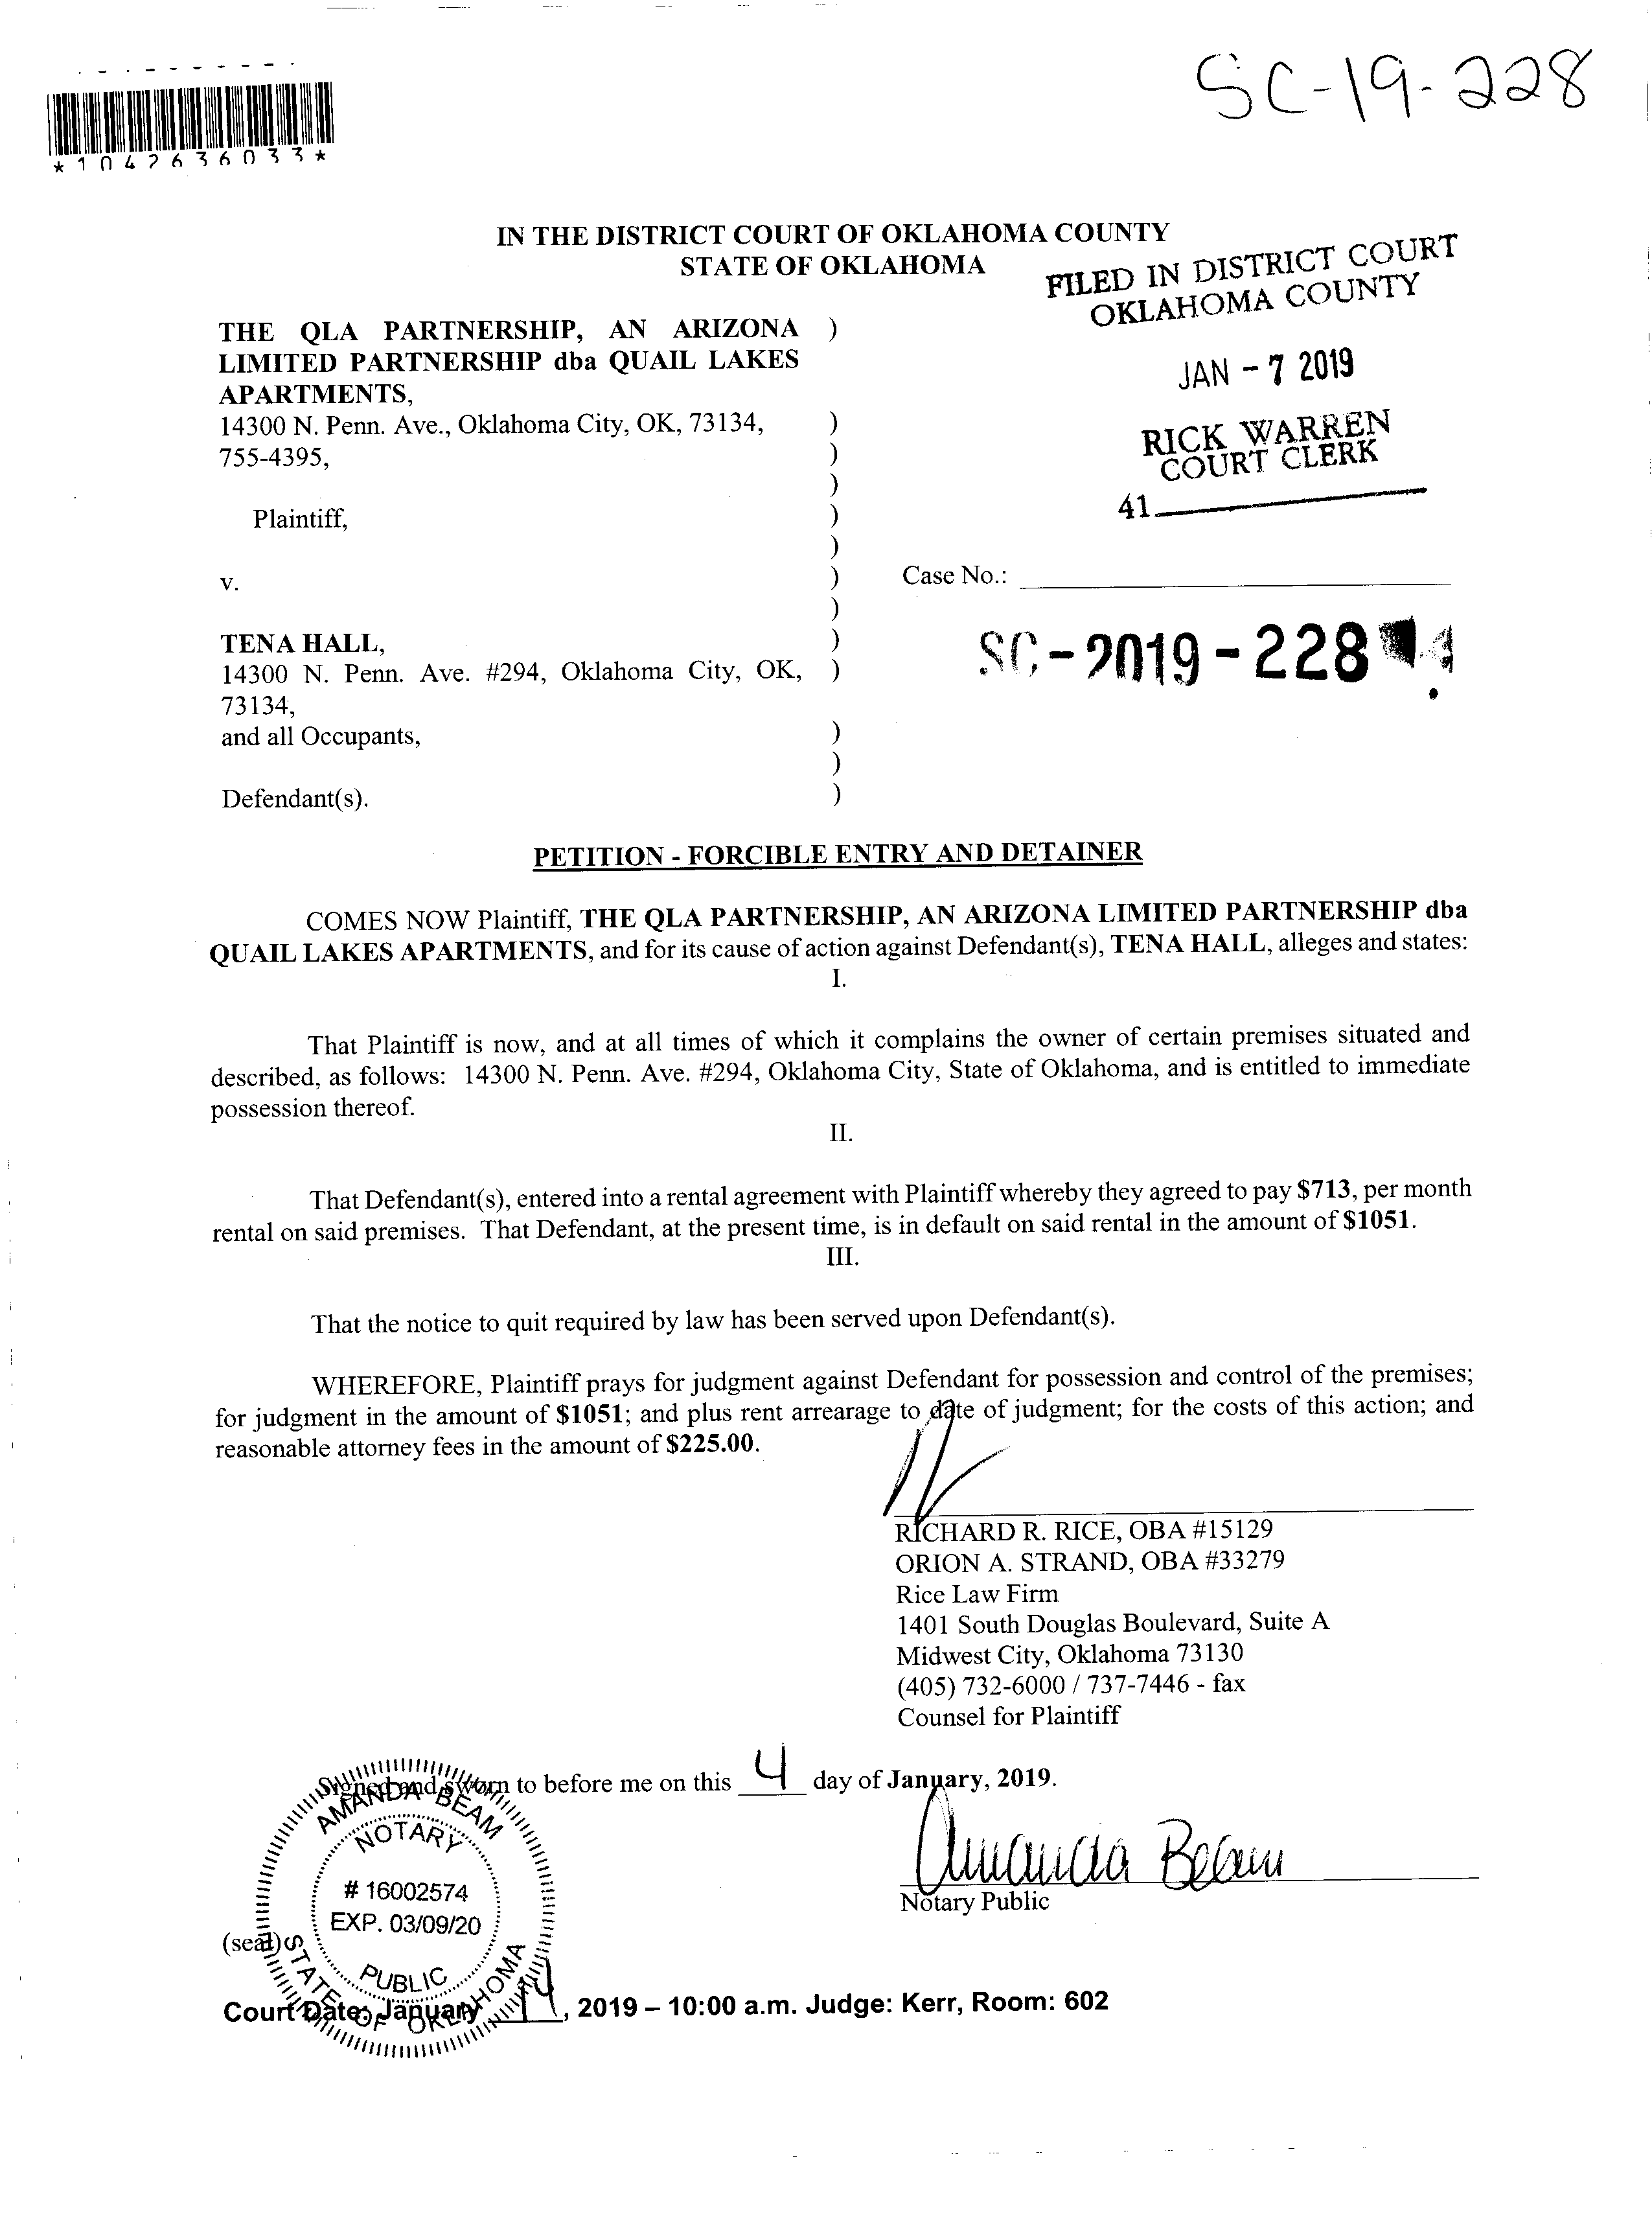 SC-19-228
*1042636033*
IN THE DISTRICT COURT OF OKLAHOMA COUNTY
STATE OF OKLAHOMA
FILED IN DISTRICT COURT
OKLAHOMA COUNTY
JAN - 7 2019
RICK WARREN
COURT CLERK
41
THE QLA PARTNERSHIP, AN ARIZONA )
LIMITED PARTNERSHIP dba QUAIL LAKES
APARTMENTS,
14300 N. Penn. Ave., Oklahoma City, OK, 73134, )
755-4395, )
)
Plaintiff, )
)
v. ) Case No.:
)
TENA HALL, )
SC-2019-228
14300 N. Penn. Ave. #294, Oklahoma City, OK, )
73134,
and all Occupants, )
)
Defendant(s). )
PETITION - FORCIBLE ENTRY AND DETAINER
COMES NOW Plaintiff, THE QLA PARTNERSHIP, AN ARIZONA LIMITED PARTNERSHIP dba
QUAIL LAKES APARTMENTS, and for its cause of action against Defendant(s), TENA HALL, alleges and states:
I.
That Plaintiff is now, and at all times of which it complains the owner of certain premises situated and
described, as follows: 14300 N. Penn. Ave. #294, Oklahoma City, State of Oklahoma, and is entitled to immediate
possession thereof.
II.
That Defendant(s), entered into a rental agreement with Plaintiff whereby they agreed to pay $713, per month
rental on said premises. That Defendant, at the present time, is in default on said rental in the amount of $1051.
III.
That the notice to quit required by law has been served upon Defendant(s).
WHEREFORE, Plaintiff prays for judgment against Defendant for possession and control of the premises;
for judgment in the amount of $1051; and plus rent arrearage to date of judgment; for the costs of this action; and
reasonable attorney fees in the amount of $225.00.
RICHARD R. RICE, OBA #15129
ORION A. STRAND, OBA #33279
Rice Law Firm
1401 South Douglas Boulevard, Suite A
Midwest City, Oklahoma 73130
(405) 732-6000 / 737-7446 - fax
Counsel for Plaintiff
Signed and sworn to before me on this 4 day of January, 2019.
AMANDA BEAM
NOTARY
# 16002574
EXP. 03/09/20
PUBLIC
STATE OF OKLAHOMA
Amanda Beam
Notary Public
(seal)
Court Date: January 14, 2019 – 10:00 a.m. Judge: Kerr, Room: 602